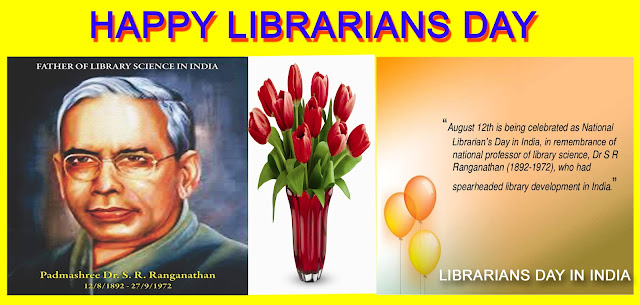 HAPPY LIBRARIANS DAY
FATHER OF LIBRARY SCIENCE IN INDIA
Padmashree Dr. S. R. Ranganathan
12/8/1892 - 27/9/1972
“August 12th is being celebrated as National
Librarian's Day in India, in remembrance of
national professor of library science, Dr S R
Ranganathan (1892-1972), who had
spearheaded library development in India.”
LIBRARIANS DAY IN INDIA